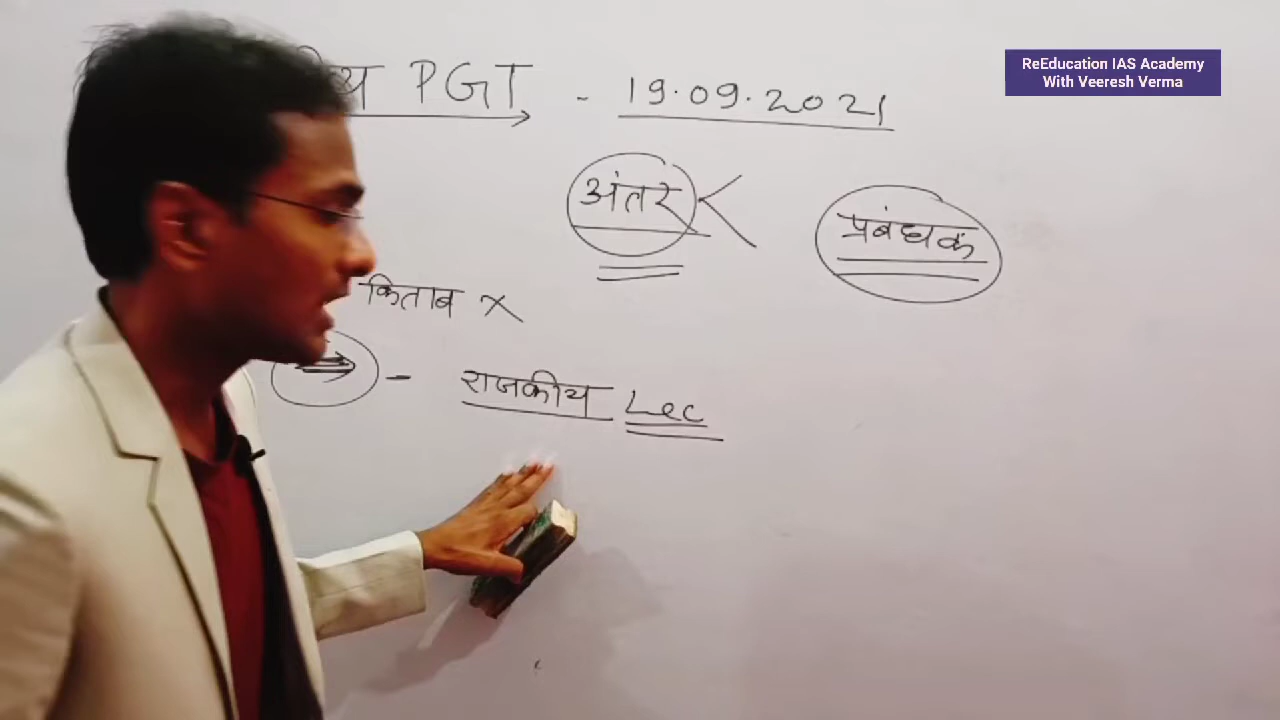 ReEducation IAS Academy
With Veeresh Verma
PGT - 19.09.2021
अंतर <
प्रबंधक
किताब ×
- राजकीय Lec